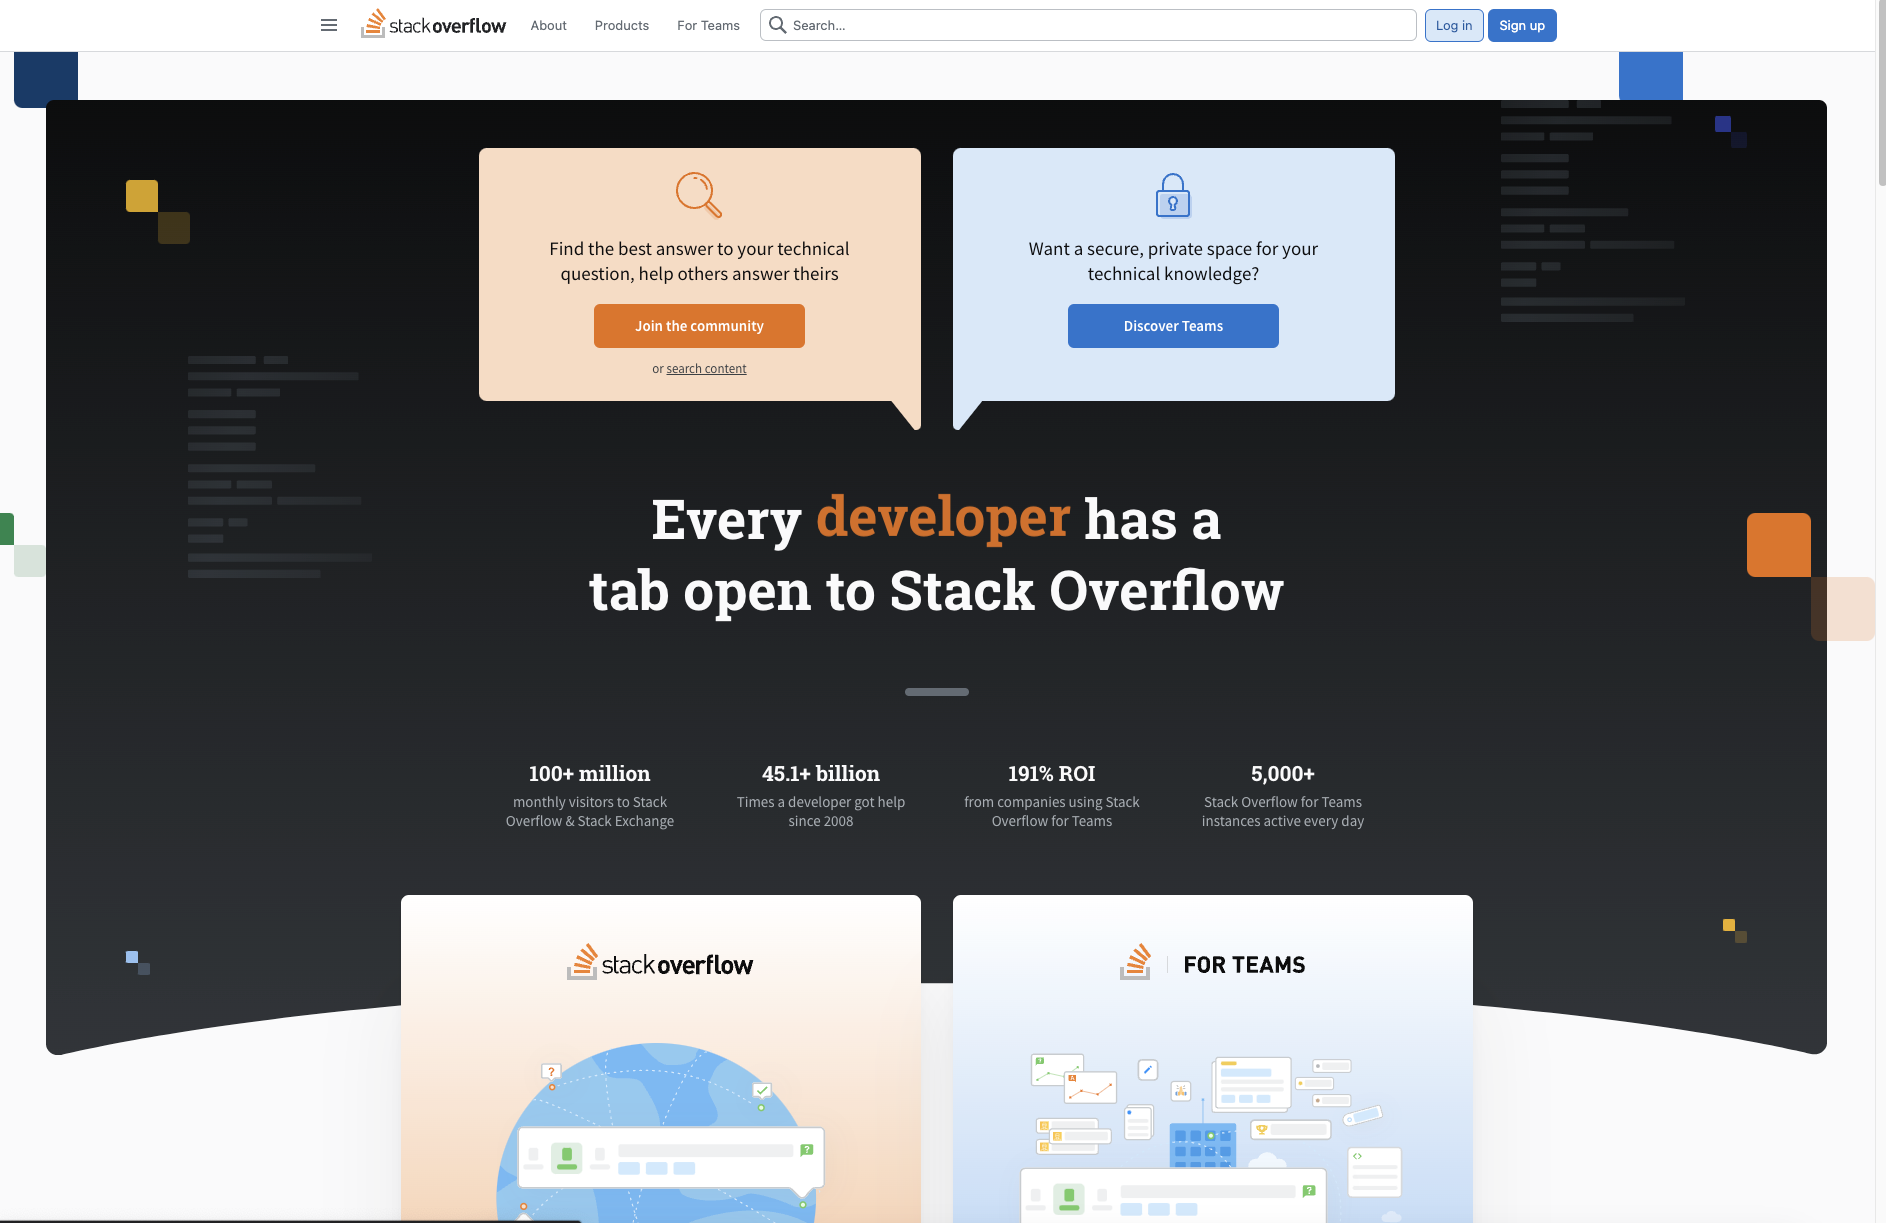 stackoverflow
About
Products
For Teams
Search...
Log in
Sign up
Find the best answer to your technical
question, help others answer theirs
Join the community
or search content
Want a secure, private space for your
technical knowledge?
Discover Teams
Every developer has a
tab open to Stack Overflow
100+ million
monthly visitors to Stack
Overflow & Stack Exchange
45.1+ billion
Times a developer got help
since 2008
191% ROI
from companies using Stack
Overflow for Teams
5,000+
Stack Overflow for Teams
instances active every day
stackoverflow
FOR TEAMS